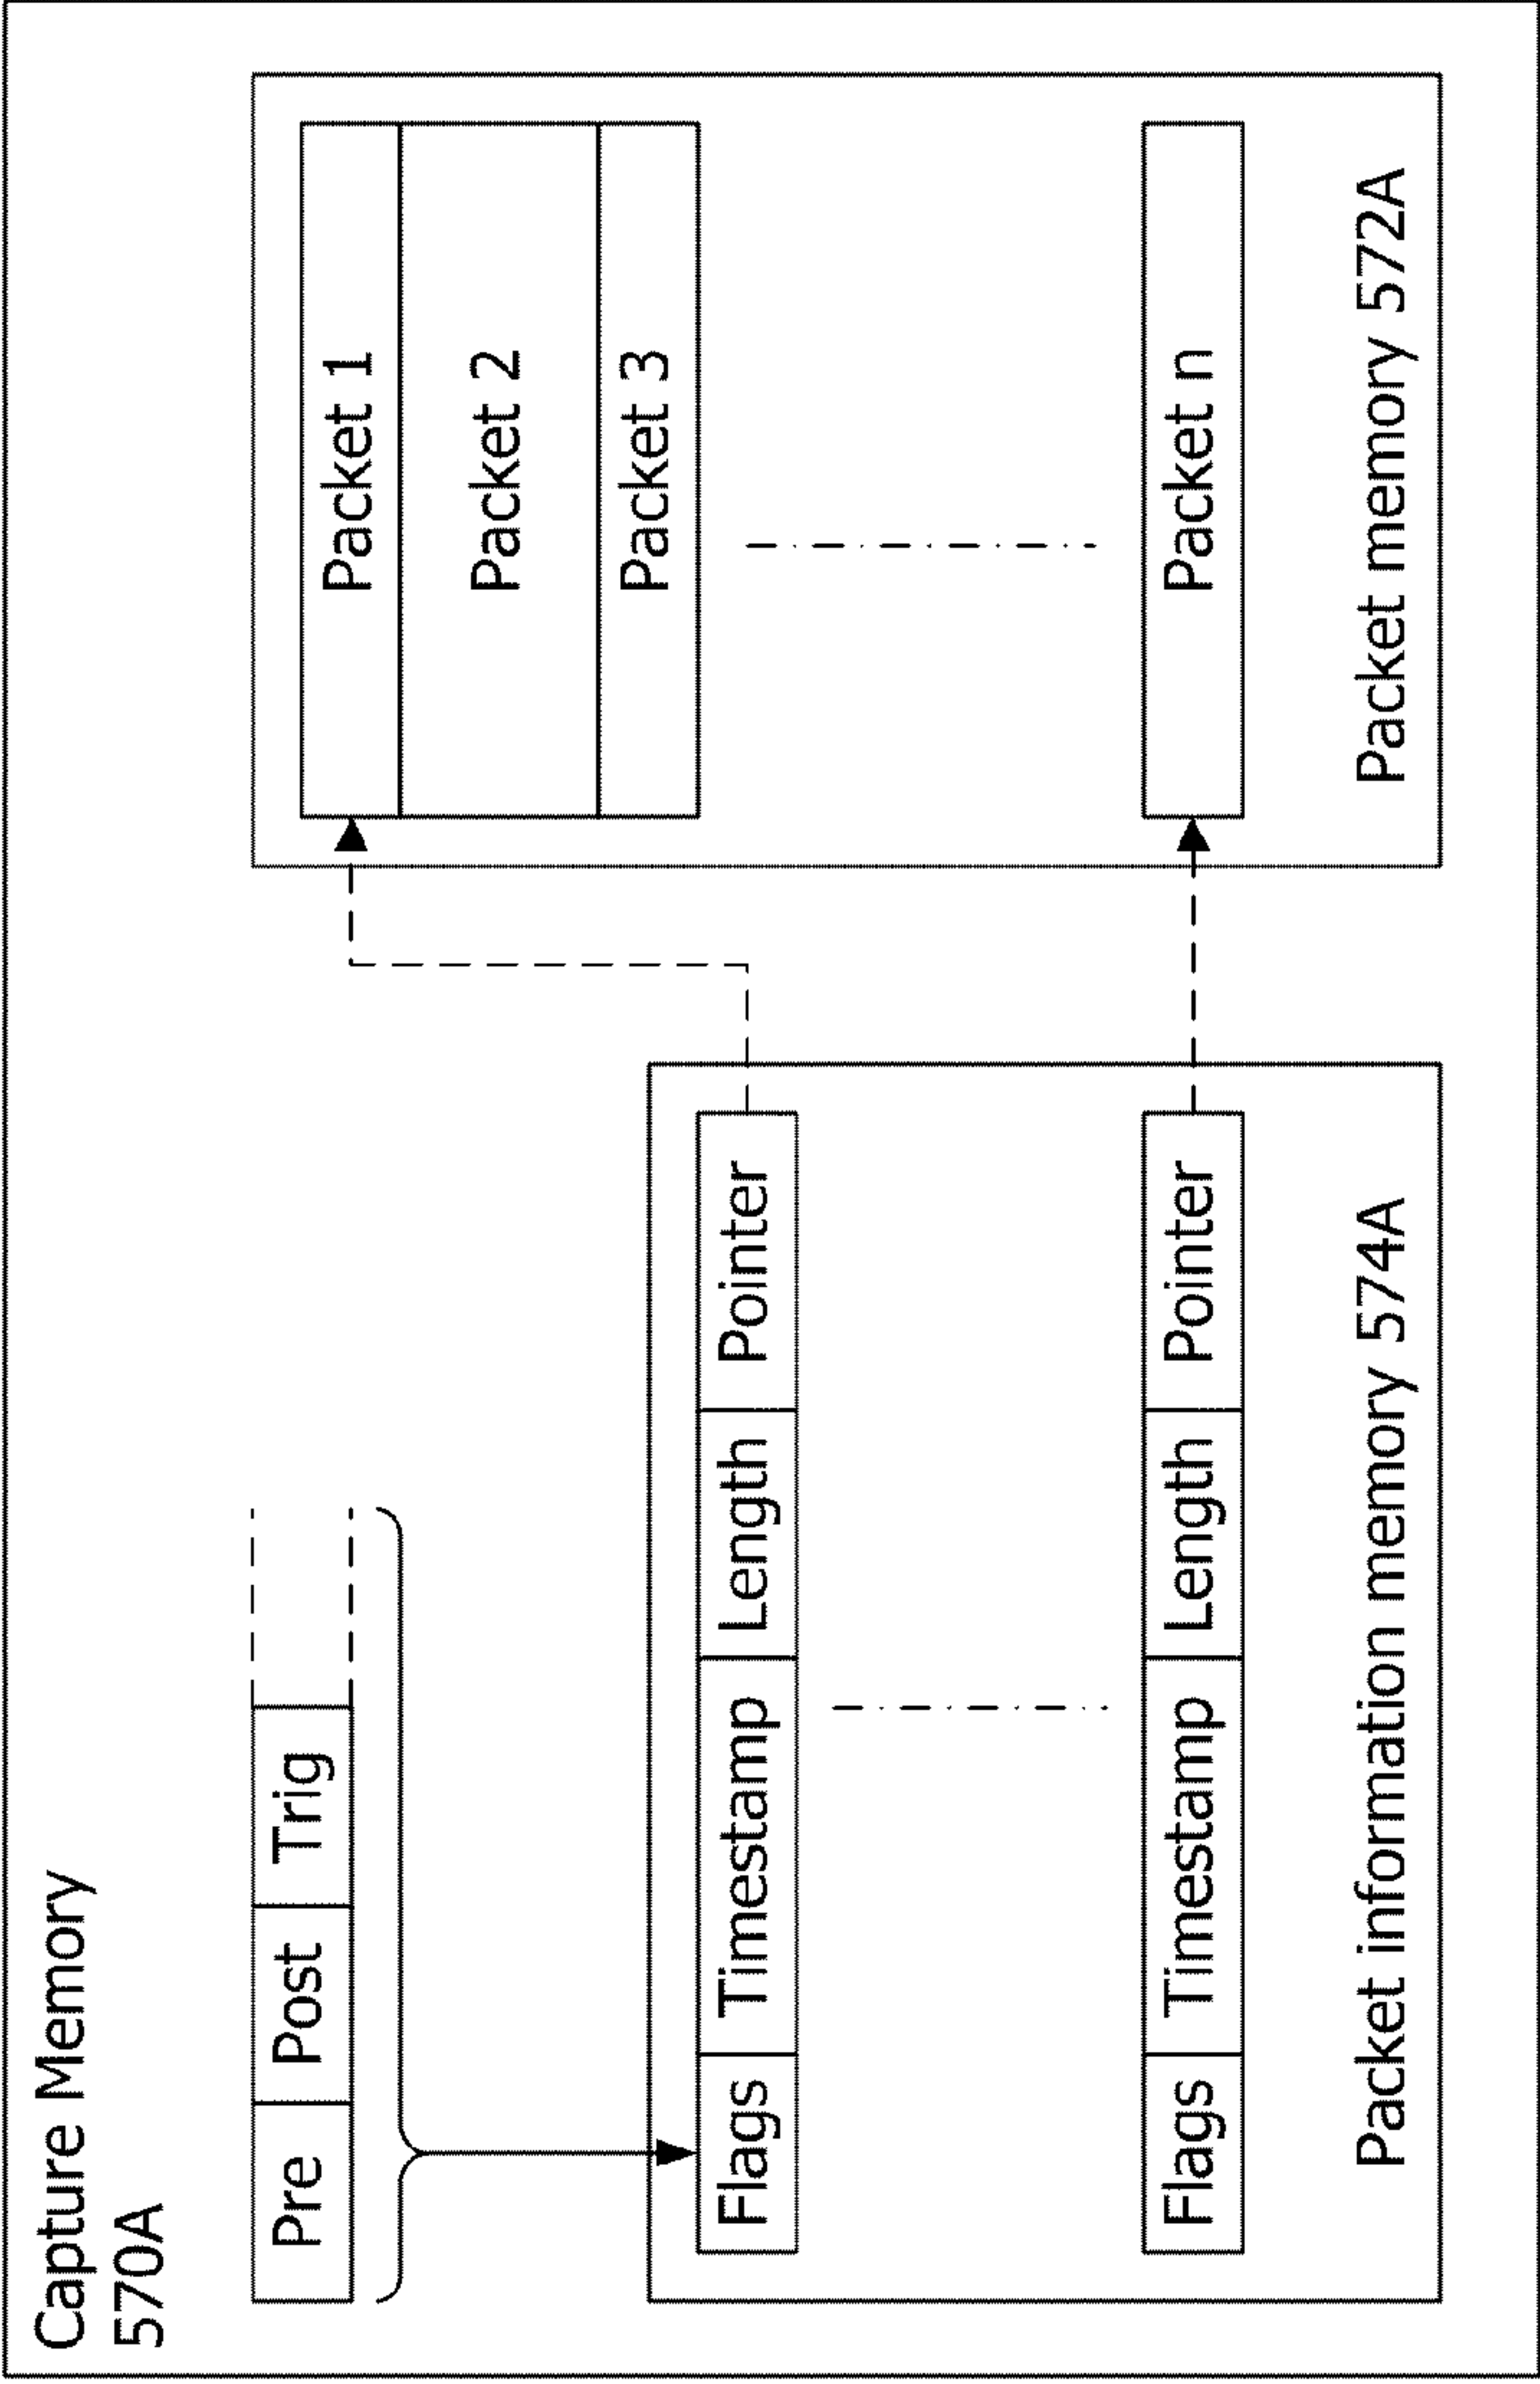 Capture Memory
570A
Pre Post Trig
Packet 1
Packet 2
Packet 3
Flags Timestamp Length Pointer
Flags Timestamp Length Pointer
Packet n
Packet information memory 574A
Packet memory 572A